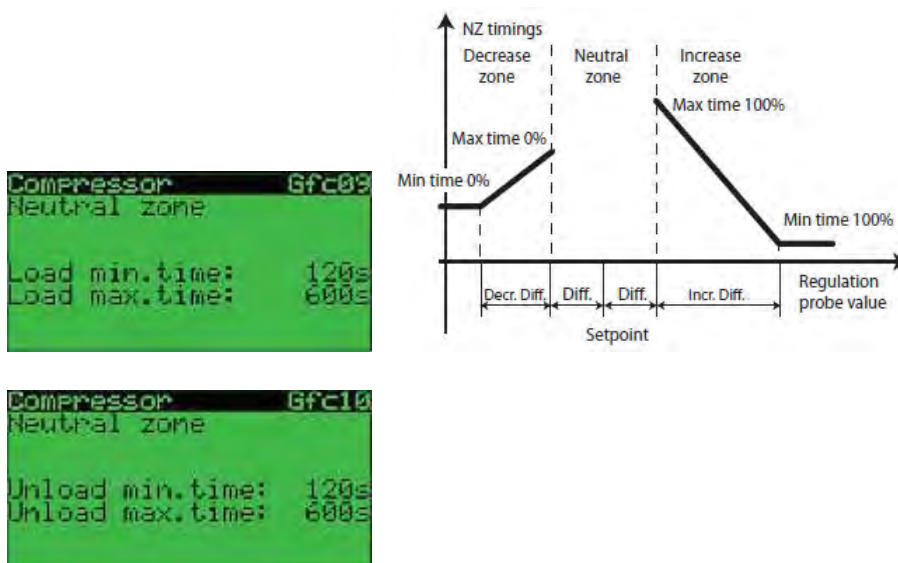 Compressor Gfc09
Neutral zone
Load min.time: 120s
Load max.time: 600s
Compressor Gfc10
Neutral zone
Unload min.time: 120s
Unload max.time: 600s
NZ timings
Decrease zone
Neutral zone
Increase zone
Max time 100%
Max time 0%
Min time 0%
Min time 100%
Decr. Diff.
Diff.
Diff.
Incr. Diff.
Regulation
probe value
Setpoint